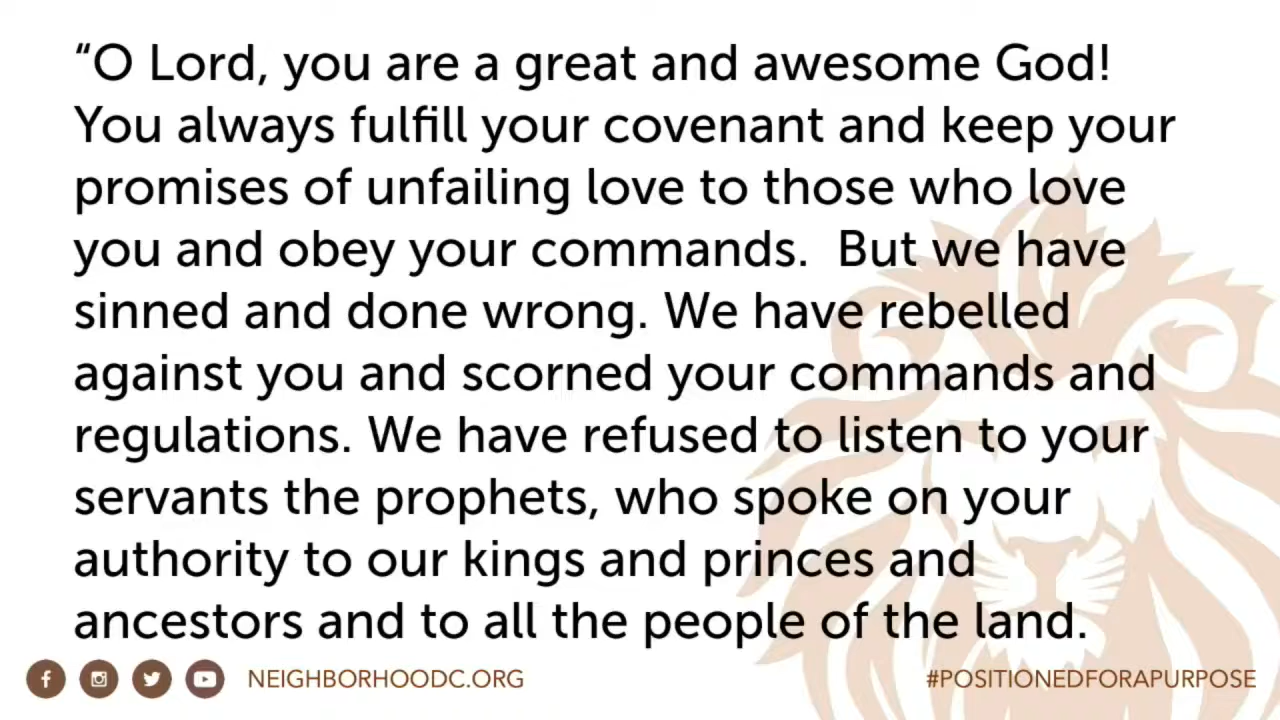 “O Lord, you are a great and awesome God!
You always fulfill your covenant and keep your
promises of unfailing love to those who love
you and obey your commands.  But we have
sinned and done wrong. We have rebelled
against you and scorned your commands and
regulations. We have refused to listen to your
servants the prophets, who spoke on your
authority to our kings and princes and
ancestors and to all the people of the land.
NEIGHBORHOODC.ORG
#POSITIONEDFORAPURPOSE